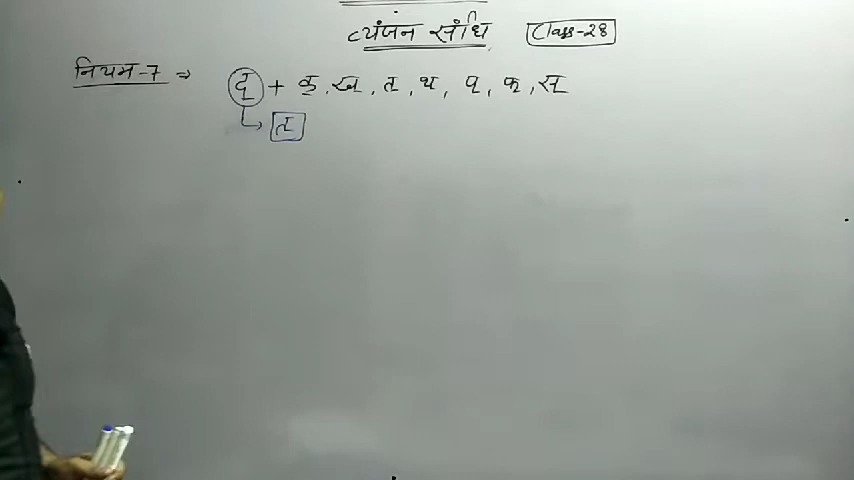 व्यंजन संधि Class-28
नियम-7 ⇒ द् + क, ख, त, थ, प, फ, स
त